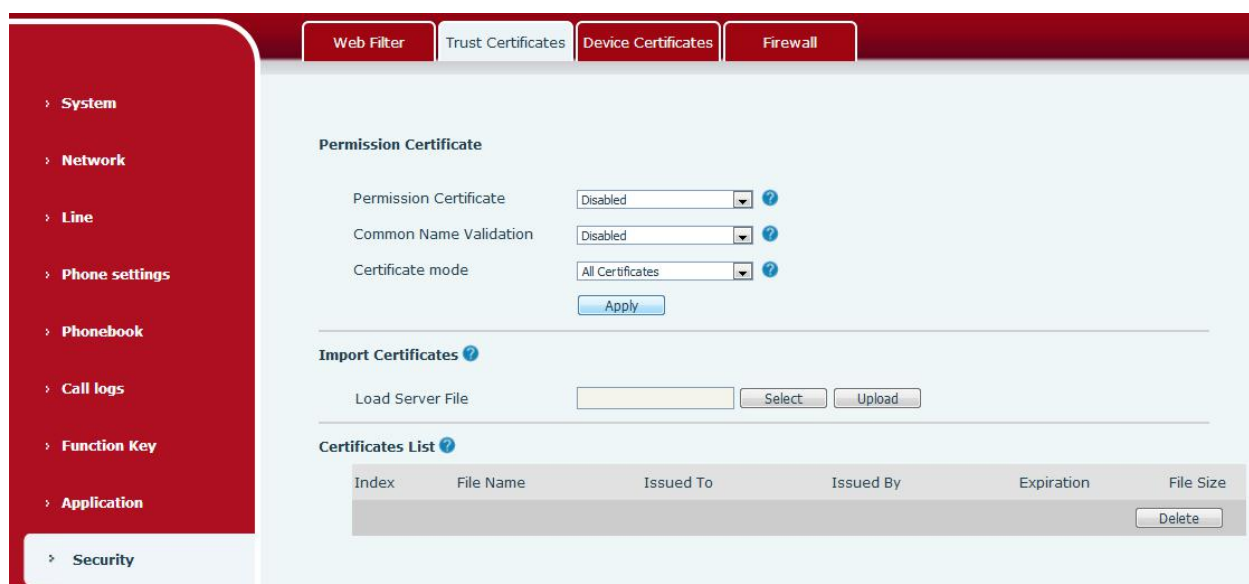 Web Filter
Trust Certificates
Device Certificates
Firewall
System
Network
Line
Phone settings
Phonebook
Call logs
Function Key
Application
Security
Permission Certificate
Permission Certificate Disabled ?
Common Name Validation Disabled ?
Certificate mode All Certificates ?
Apply
Import Certificates ?
Load Server File Select Upload
Certificates List ?
Index File Name Issued To Issued By Expiration File Size
Delete